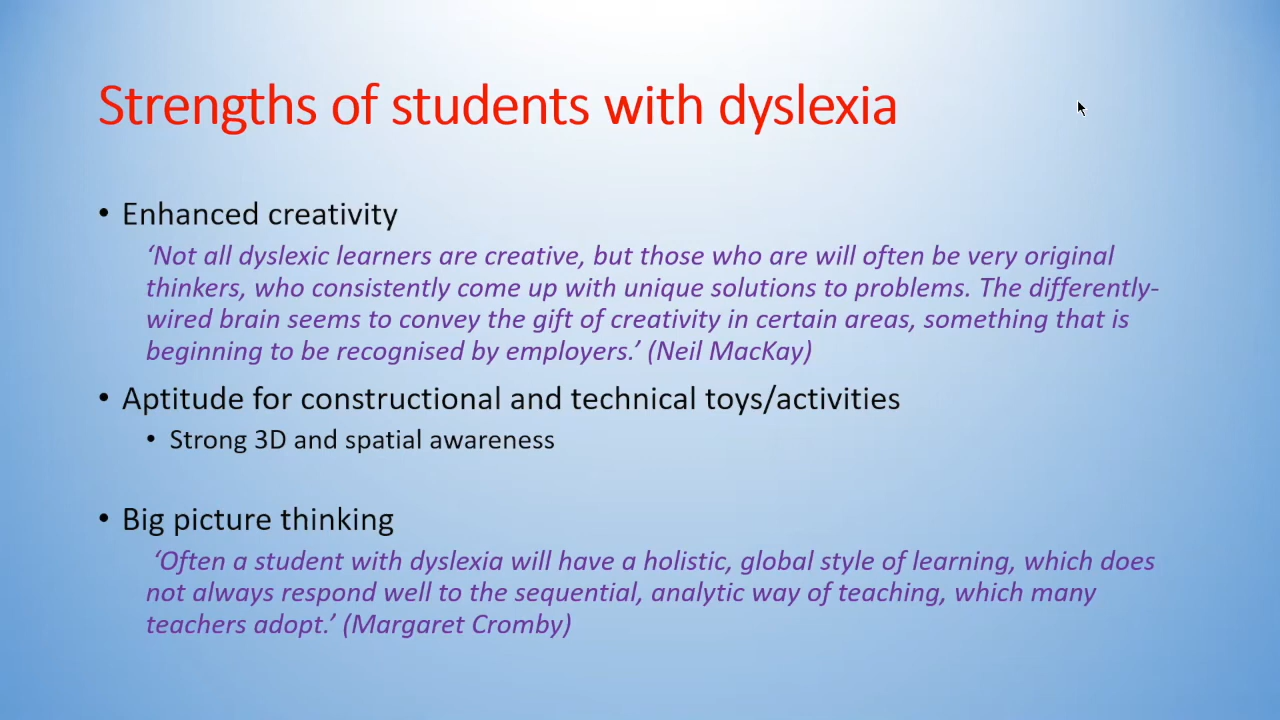 Strengths of students with dyslexia
• Enhanced creativity
‘Not all dyslexic learners are creative, but those who are will often be very original
thinkers, who consistently come up with unique solutions to problems. The differently-
wired brain seems to convey the gift of creativity in certain areas, something that is
beginning to be recognised by employers.’ (Neil MacKay)
• Aptitude for constructional and technical toys/activities
• Strong 3D and spatial awareness
• Big picture thinking
‘Often a student with dyslexia will have a holistic, global style of learning, which does
not always respond well to the sequential, analytic way of teaching, which many
teachers adopt.’ (Margaret Cromby)